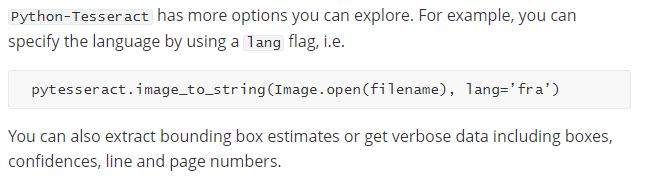 Python-Tesseract has more options you can explore. For example, you can
specify the language by using a lang flag, i.e.
pytesseract.image_to_string(Image.open(filename), lang=’fra’)
You can also extract bounding box estimates or get verbose data including boxes,
confidences, line and page numbers.